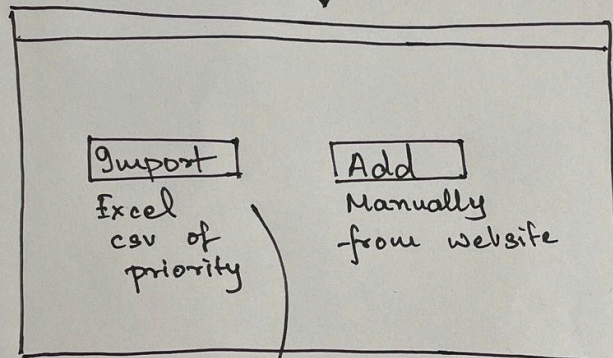 Import
Excel
csv of
priority
Add
Manually
from website